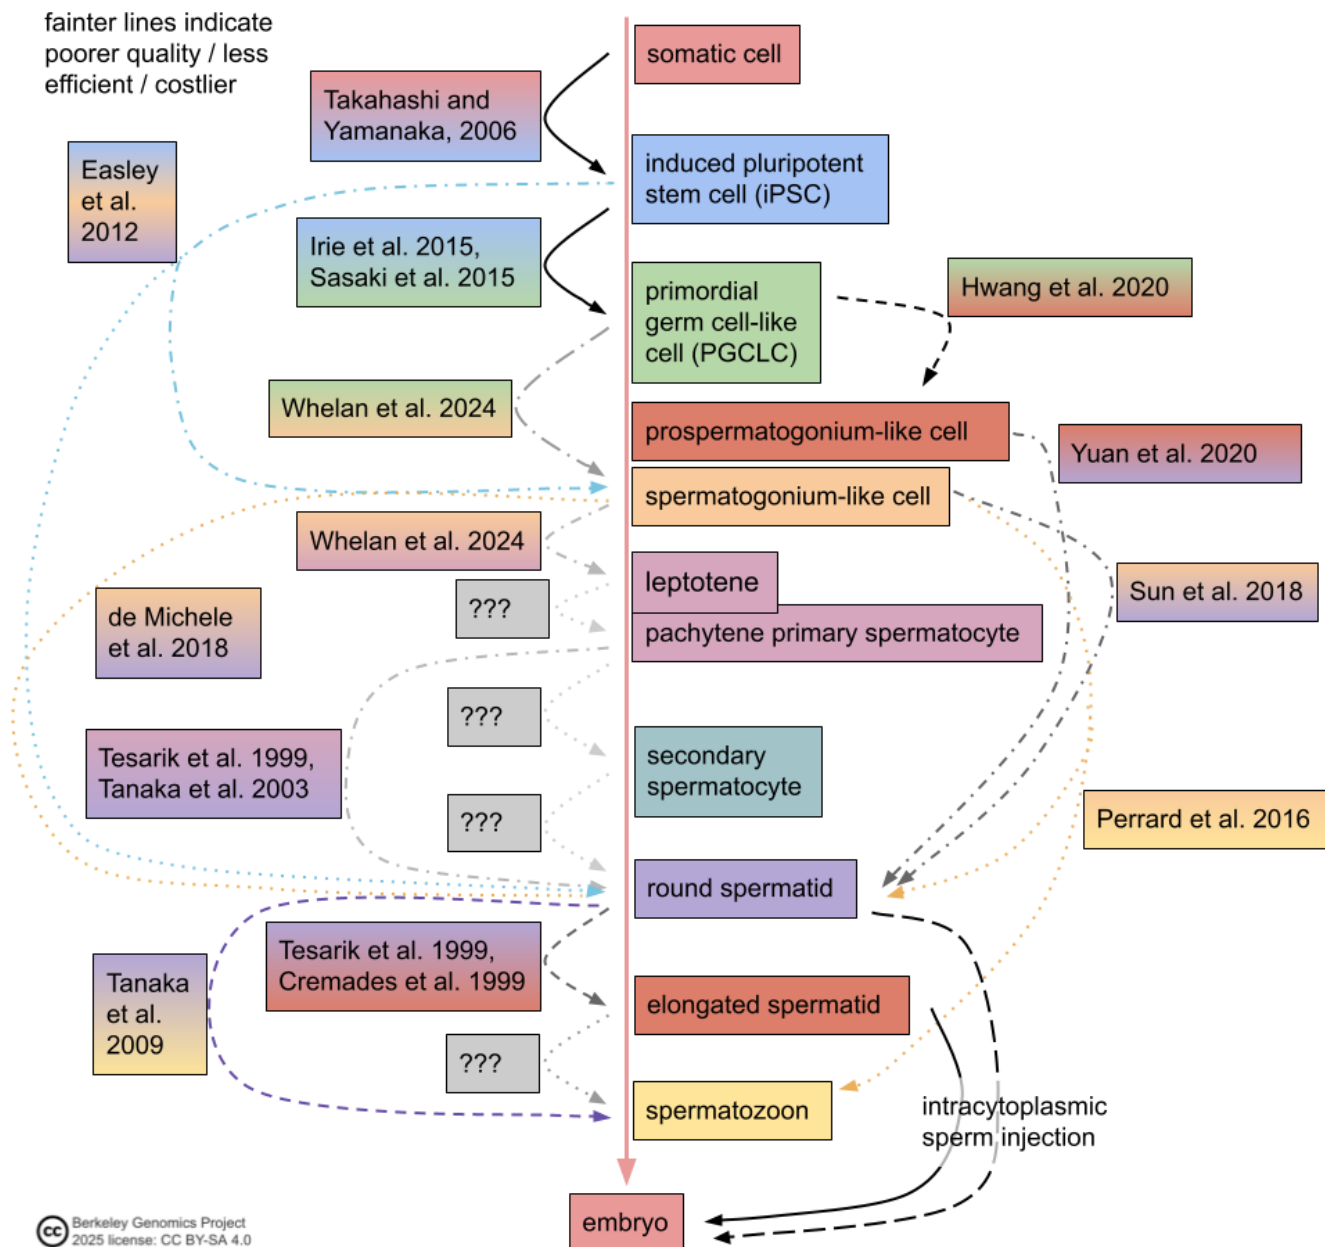 fainter lines indicate
poorer quality / less
efficient / costlier
somatic cell
Takahashi and
Yamanaka, 2006
Easley
et al.
2012
induced pluripotent
stem cell (iPSC)
Irie et al. 2015,
Sasaki et al. 2015
primordial
germ cell-like
cell (PGCLC)
Hwang et al. 2020
Whelan et al. 2024
prospermatogonium-like cell
Yuan et al. 2020
spermatogonium-like cell
Whelan et al. 2024
leptotene
???
Sun et al. 2018
de Michele
et al. 2018
pachytene primary spermatocyte
???
Tesarik et al. 1999,
Tanaka et al. 2003
secondary
spermatocyte
???
Perrard et al. 2016
round spermatid
Tesarik et al. 1999,
Cremades et al. 1999
Tanaka
et al.
2009
elongated spermatid
???
spermatozoon
intracytoplasmic
sperm injection
embryo
cc
Berkeley Genomics Project
2025 license: CC BY-SA 4.0